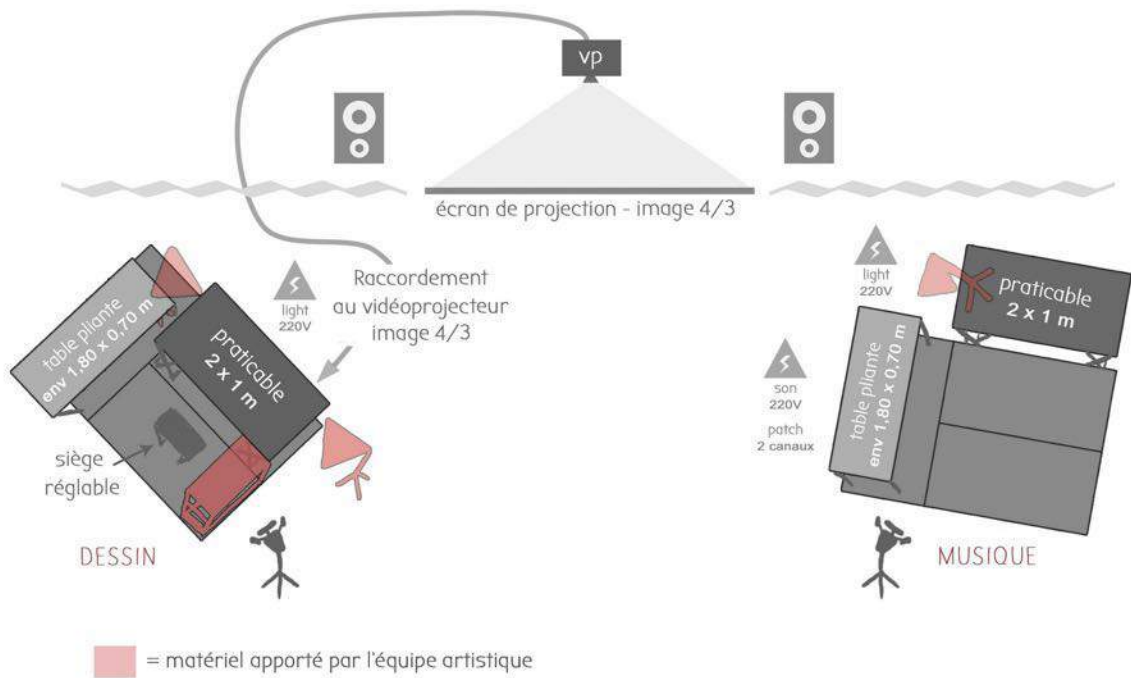 vp
écran de projection - image 4/3
table pliante
env 1,80 x 0,70 m
light
220V
Raccordement
au vidéoprojecteur
image 4/3
praticable
2 x 1 m
siège
réglable
DESSIN
light
220V
praticable
2 x 1 m
son
220V
patch
2 canaux
table pliante
env 1,80 x 0,70 m
MUSIQUE
= matériel apporté par l'équipe artistique